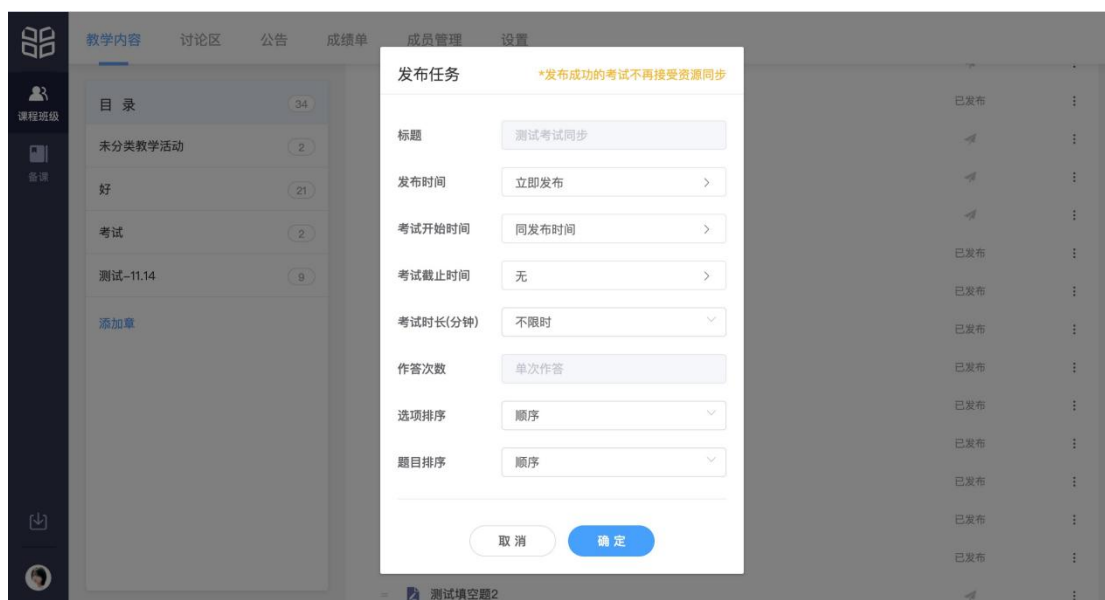 教学内容 讨论区 公告 成绩单 成员管理 设置
课程班级
备课
目 录 34
未分类教学活动 2
好 21
考试 2
测试-11.14 9
添加章
发布任务 *发布成功的考试不再接受资源同步
标题 测试考试同步
发布时间 立即发布
考试开始时间 同发布时间
考试截止时间 无
考试时长(分钟) 不限时
作答次数 单次作答
选项排序 顺序
题目排序 顺序
取 消 确 定
已发布
已发布
已发布
已发布
已发布
已发布
已发布
已发布
已发布
已发布
测试填空题2